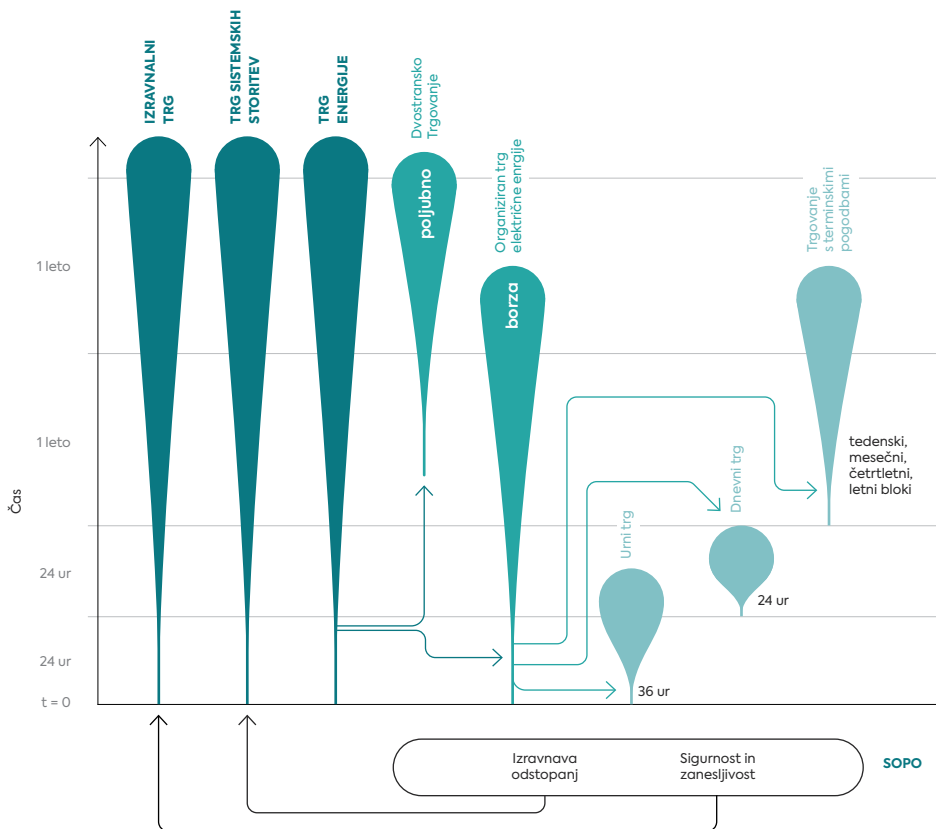 IZRAVNALNI
TRG
TRG SISTEMSKIH
STORITEV
TRG
ENERGIJE
Dvostransko
Trgovanje
poljubno
Organiziran trg
električne enrgije
borza
Trgovanje
s terminskimi
pogodbami
tedenski,
mesečni,
četrtletni,
letni bloki
Dnevni trg
24 ur
Urni trg
36 ur
Čas
1 leto
1 leto
24 ur
24 ur
t = 0
Izravnava
odstopanj
Sigurnost in
zanesljivost
SOPO